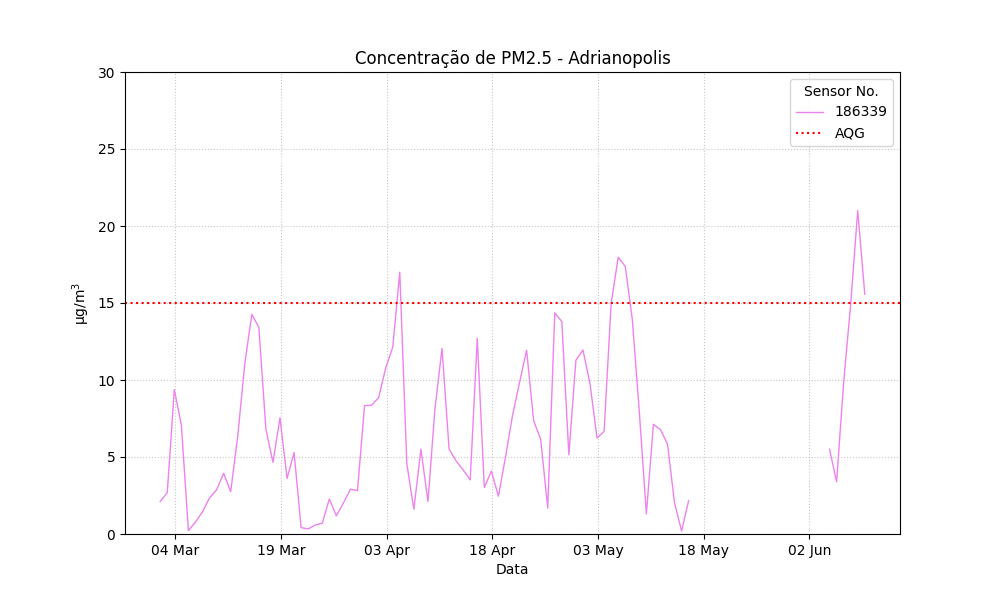 Concentração de PM2.5 - Adrianopolis
30
25
20
15
10
5
0
µg/m³
Sensor No.
186339
AQG
04 Mar
19 Mar
03 Apr
18 Apr
03 May
18 May
02 Jun
Data